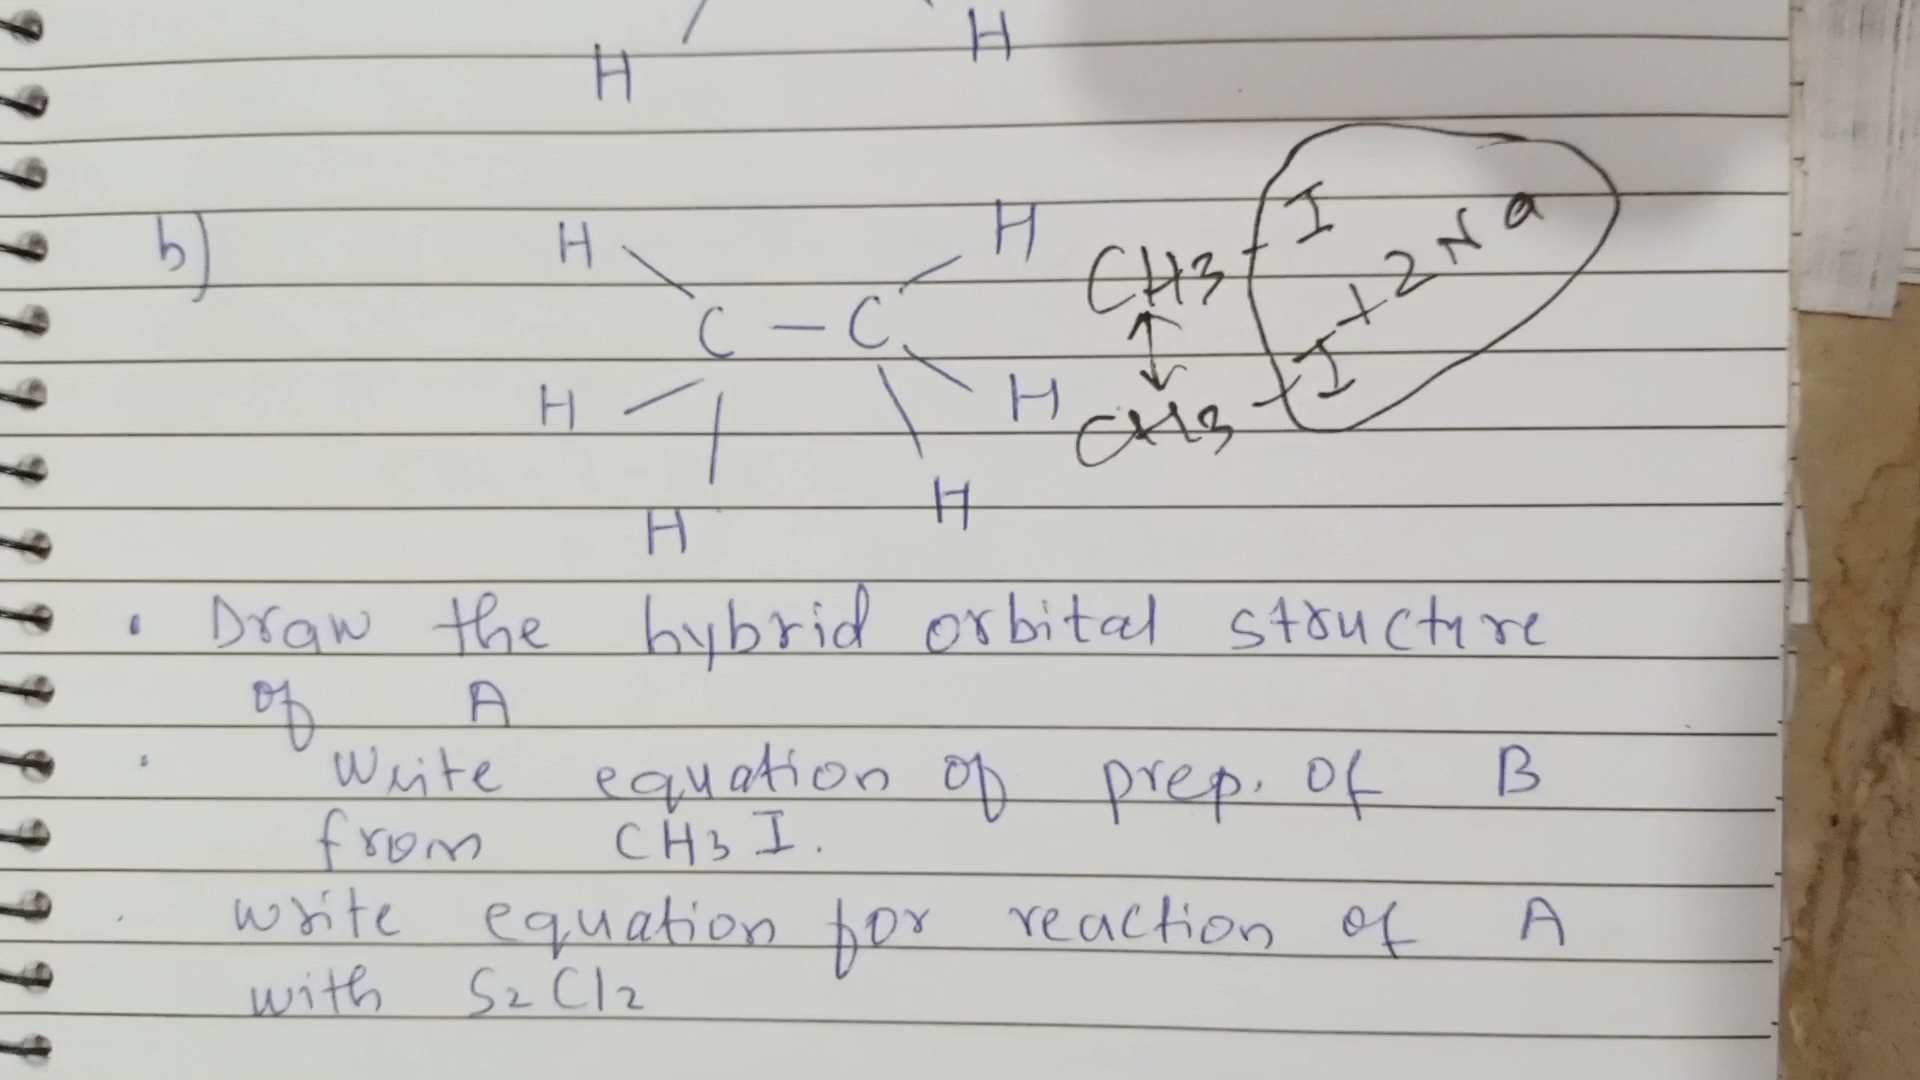 H H
b) H H CH3 - I
C - C I + 2Na
H H CH3 - I
H H
• Draw the hybrid orbital structure
of A
• Write equation of prep. of B
from CH3I.
. write equation for reaction of A
with S2Cl2